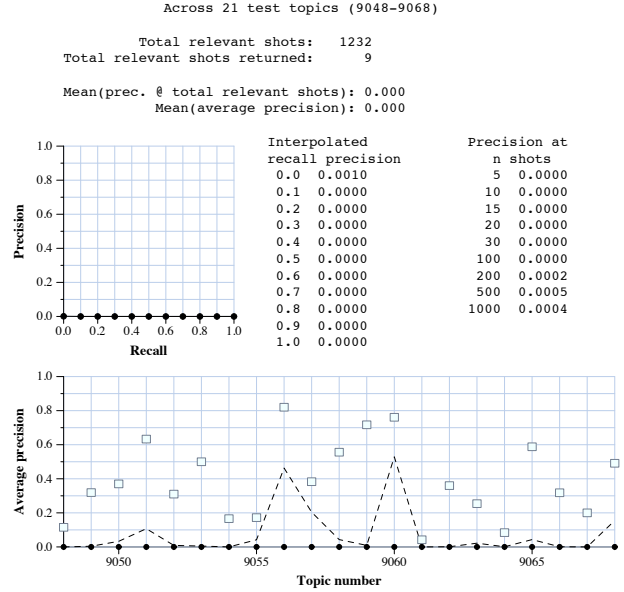 Across 21 test topics (9048-9068)
Total relevant shots: 1232
Total relevant shots returned: 9
Mean(prec. @ total relevant shots): 0.000
Mean(average precision): 0.000
Interpolated
recall precision
0.0 0.0010
0.1 0.0000
0.2 0.0000
0.3 0.0000
0.4 0.0000
0.5 0.0000
0.6 0.0000
0.7 0.0000
0.8 0.0000
0.9 0.0000
1.0 0.0000
Precision at
n shots
5 0.0000
10 0.0000
15 0.0000
20 0.0000
30 0.0000
100 0.0000
200 0.0002
500 0.0005
1000 0.0004
Precision
1.0
0.8
0.6
0.4
0.2
0.0
0.0 0.2 0.4 0.6 0.8 1.0
Recall
Average precision
1.0
0.8
0.6
0.4
0.2
0.0
9050 9055 9060 9065
Topic number